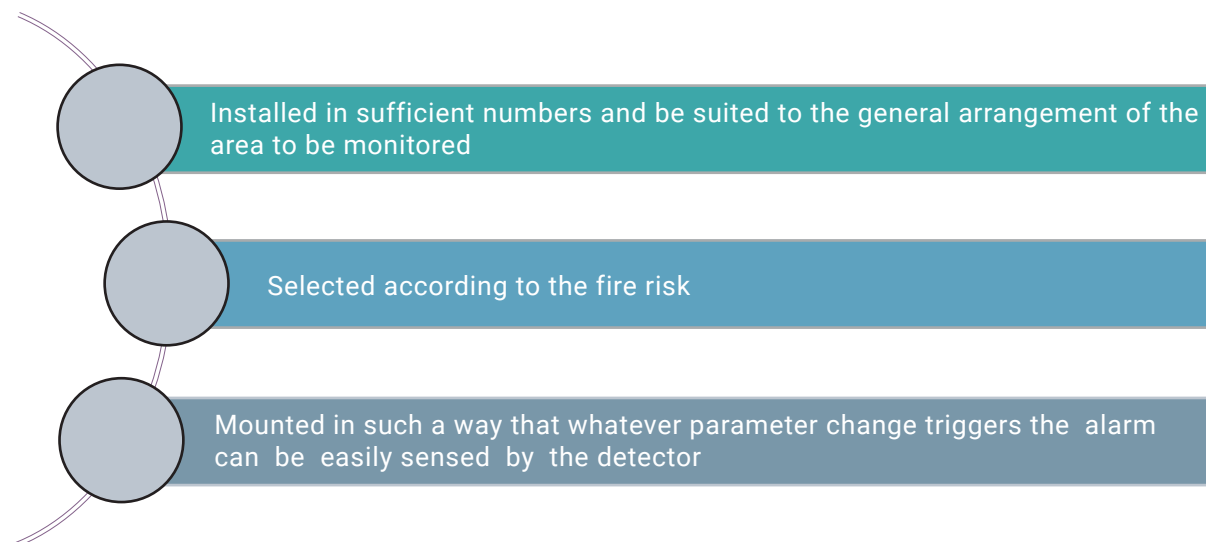 Installed in sufficient numbers and be suited to the general arrangement of the
area to be monitored
Selected according to the fire risk
Mounted in such a way that whatever parameter change triggers the alarm
can be easily sensed by the detector